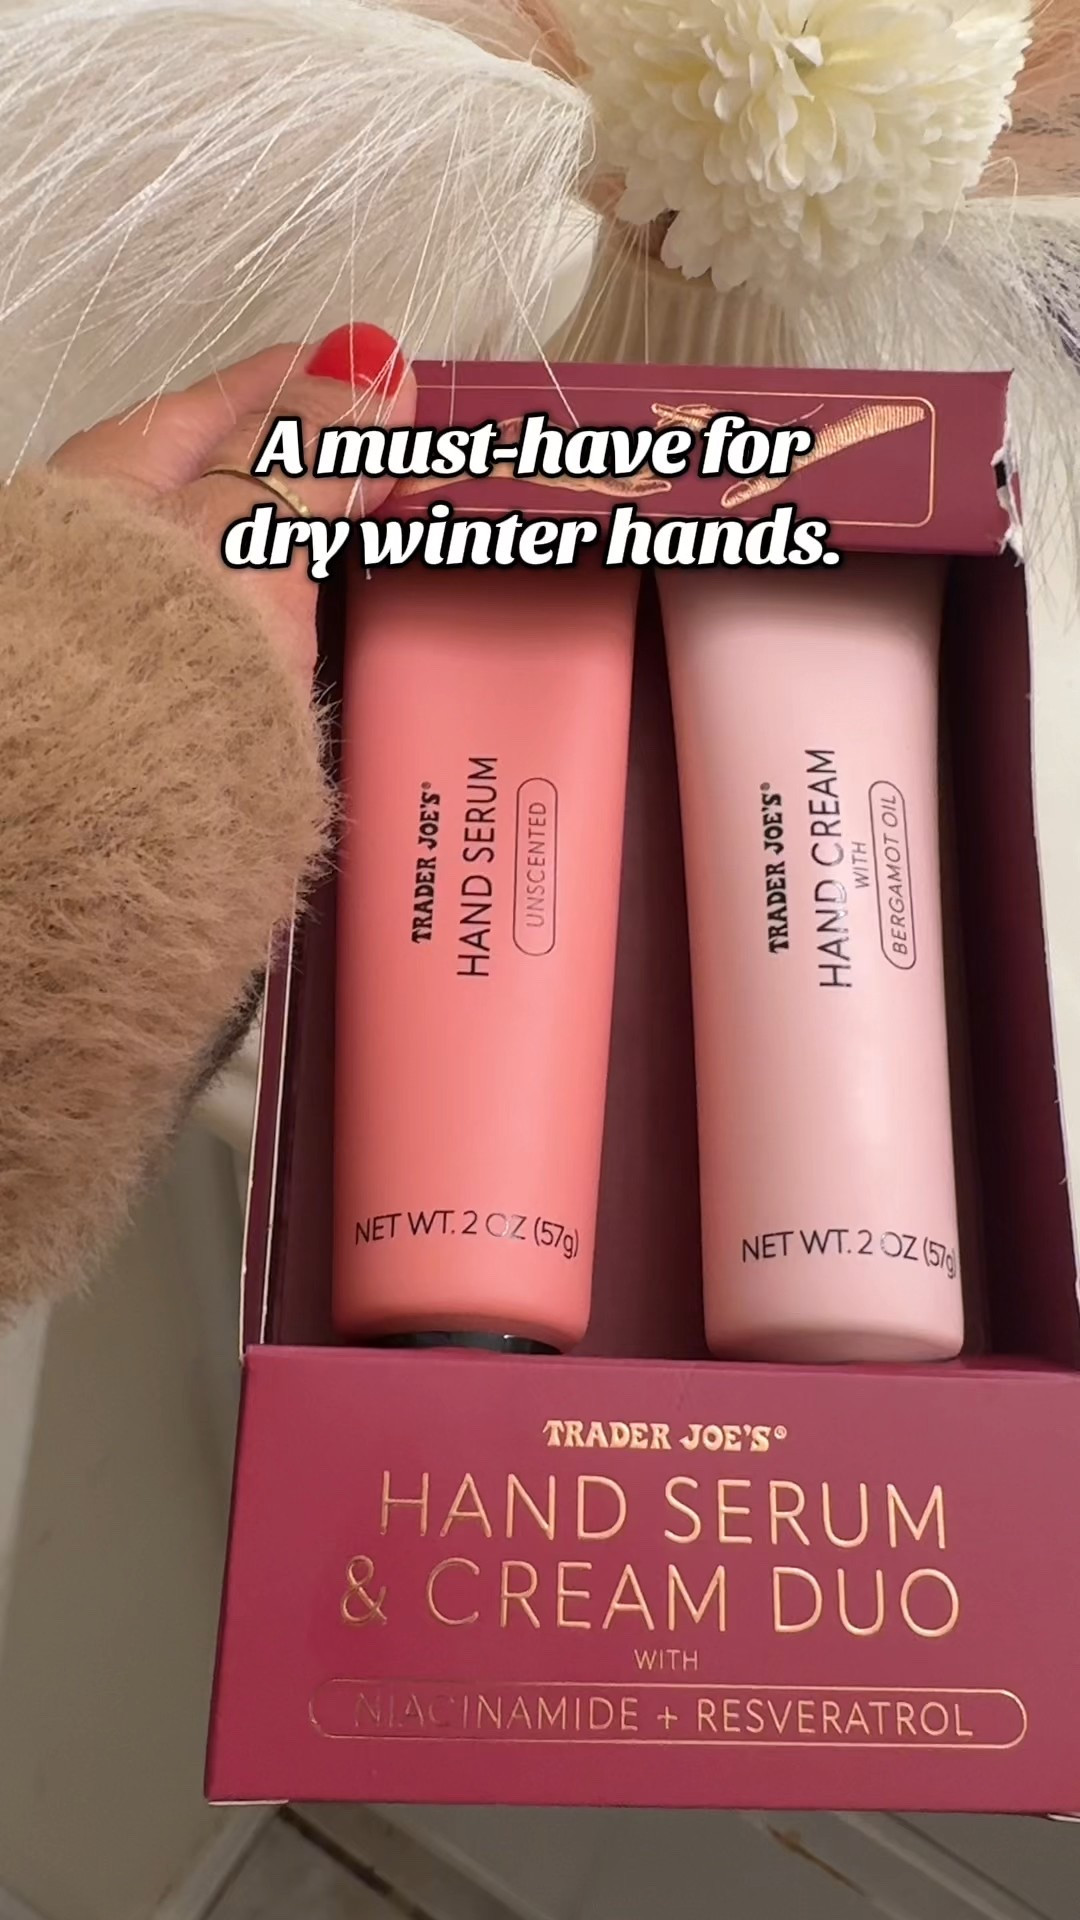 A must-have for
dry winter hands.
TRADER JOE'S®
HAND SERUM
UNSCENTED
NET WT. 2 OZ (57g)
TRADER JOE'S®
HAND CREAM
WITH
BERGAMOT OIL
NET WT. 2 OZ (57g)
TRADER JOE'S®
HAND SERUM
& CREAM DUO
WITH
NIACINAMIDE + RESVERATROL